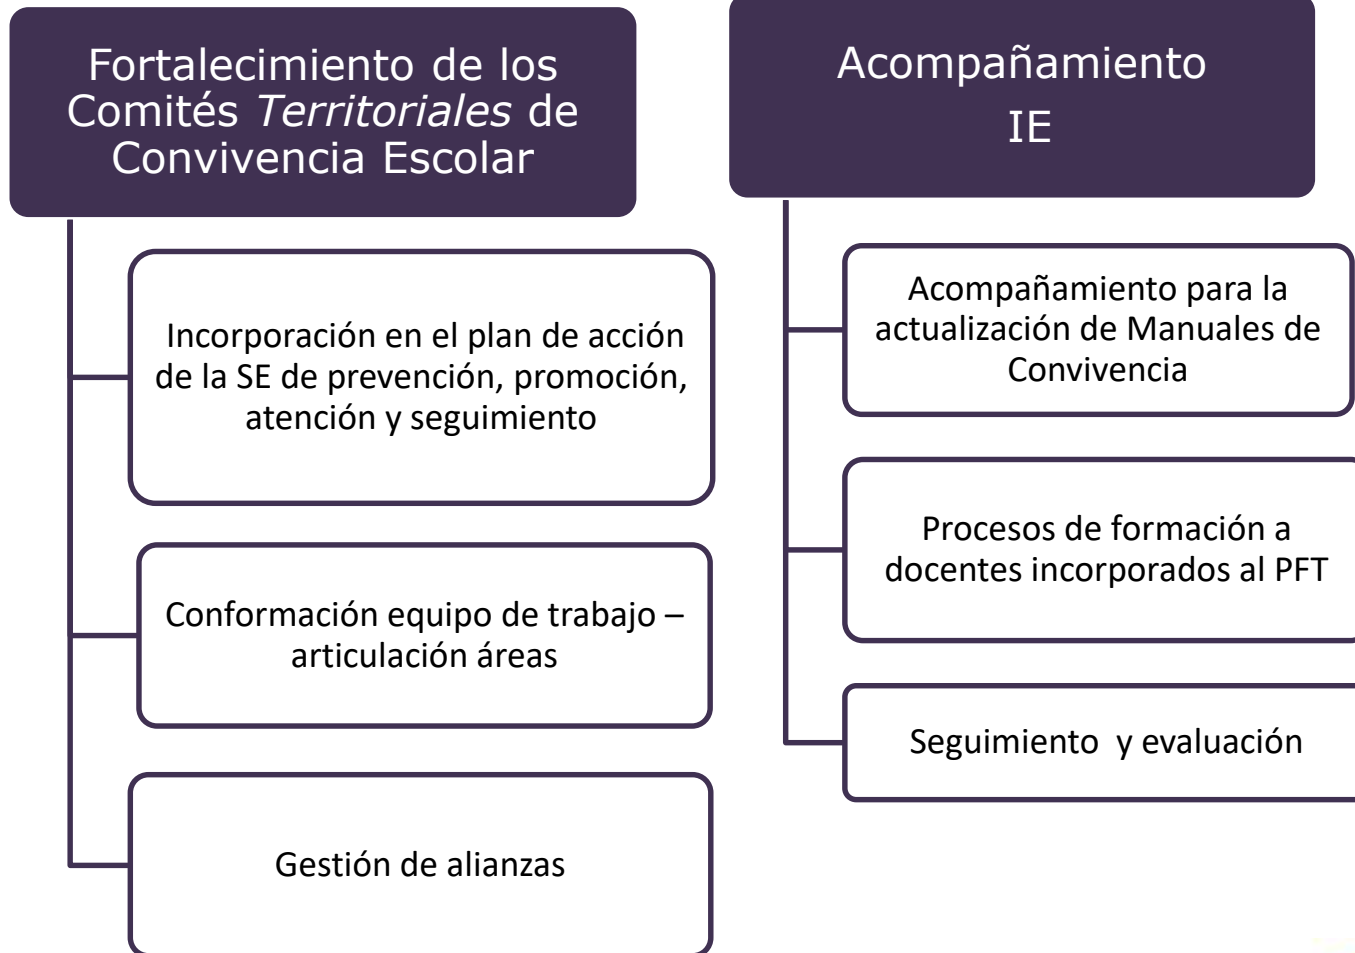 Fortalecimiento de los
Comités Territoriales de
Convivencia Escolar
Incorporación en el plan de acción
de la SE de prevención, promoción,
atención y seguimiento
Conformación equipo de trabajo –
articulación áreas
Gestión de alianzas
Acompañamiento
IE
Acompañamiento para la
actualización de Manuales de
Convivencia
Procesos de formación a
docentes incorporados al PFT
Seguimiento y evaluación